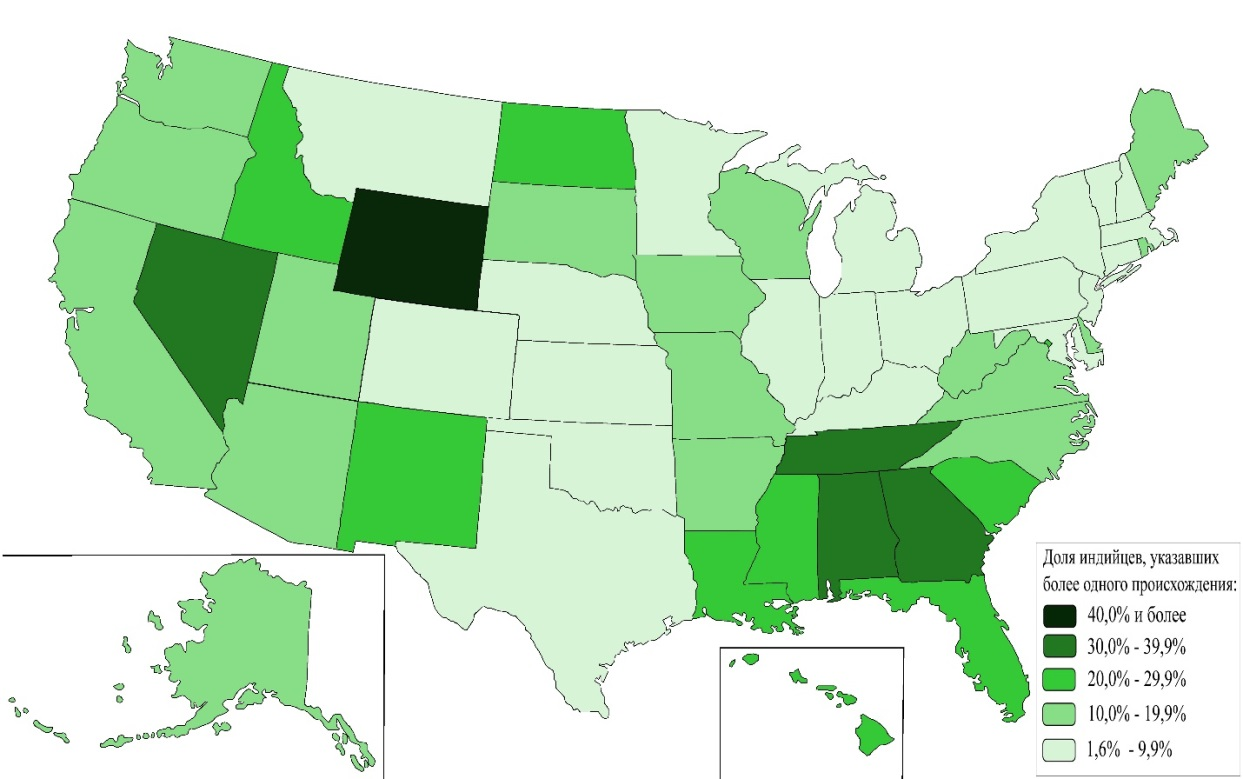 Доля индийцев, указавших
более одного происхождения:
40,0% и более
30,0% - 39,9%
20,0% - 29,9%
10,0% - 19,9%
1,6% - 9,9%